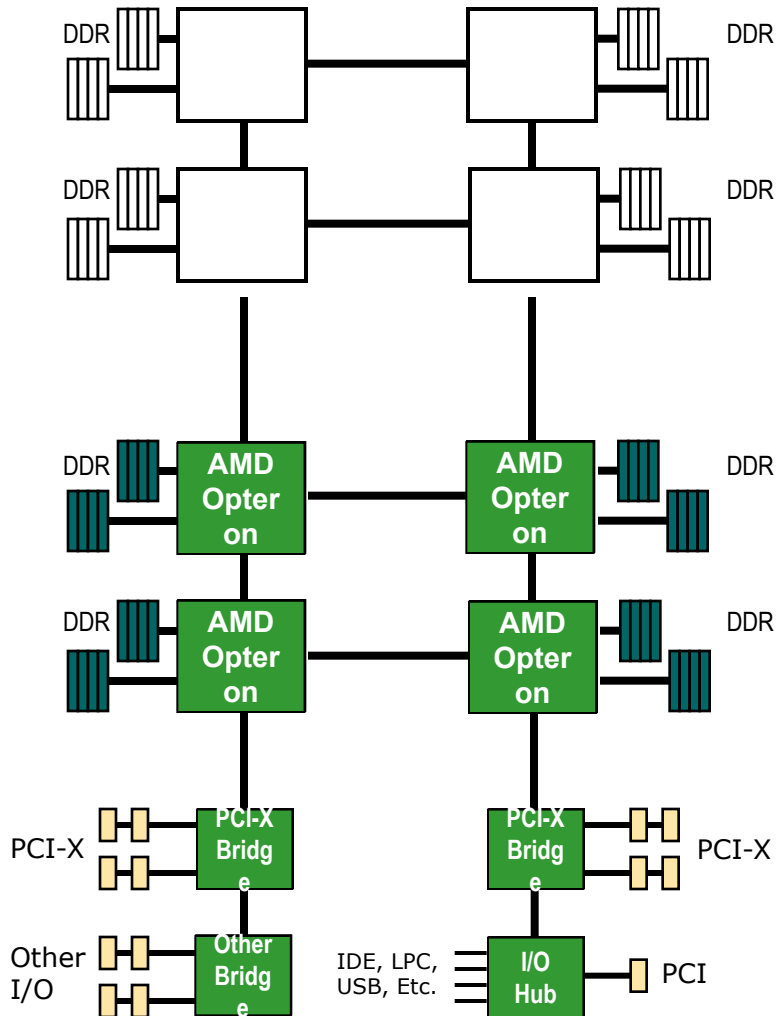 DDR
DDR
DDR
DDR
AMD
Opter
on
AMD
Opter
on
DDR
DDR
AMD
Opter
on
AMD
Opter
on
DDR
DDR
PCI-X
Bridg
e
PCI-X
Bridg
e
PCI-X
PCI-X
Other
I/O
Other
Bridg
e
IDE, LPC,
USB, Etc.
I/O
Hub
PCI